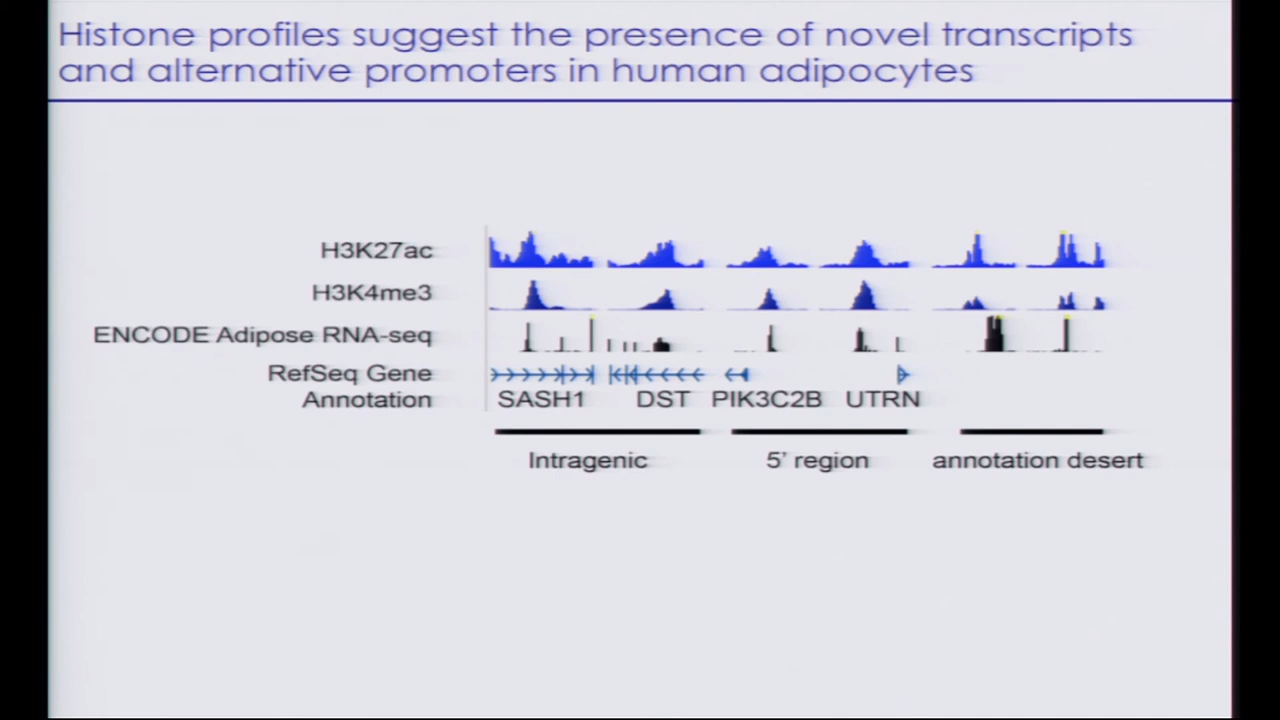 Histone profiles suggest the presence of novel transcripts
and alternative promoters in human adipocytes
H3K27ac
H3K4me3
ENCODE Adipose RNA-seq
RefSeq Gene
Annotation
SASH1 DST PIK3C2B UTRN
Intragenic 5’ region annotation desert